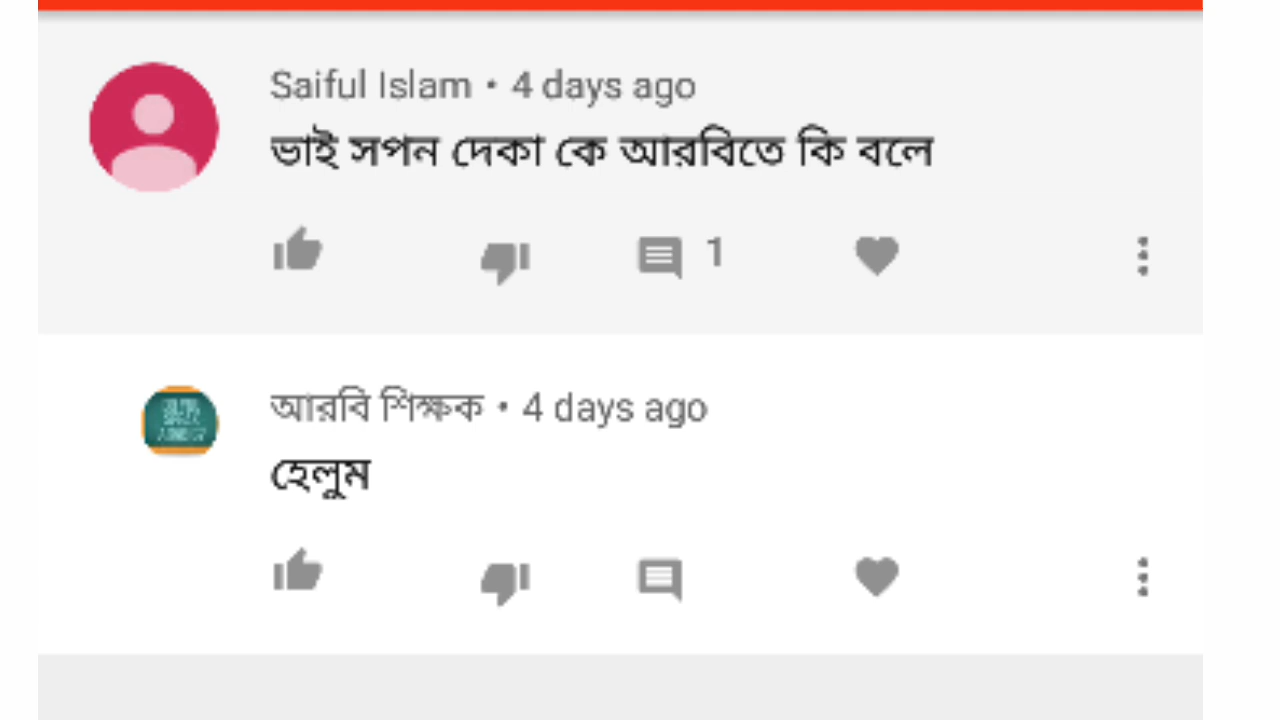 Saiful Islam • 4 days ago
ভাই সপন দেকা কে আরবিতে কি বলে
1
আরবি শিক্ষক • 4 days ago
হেলুম